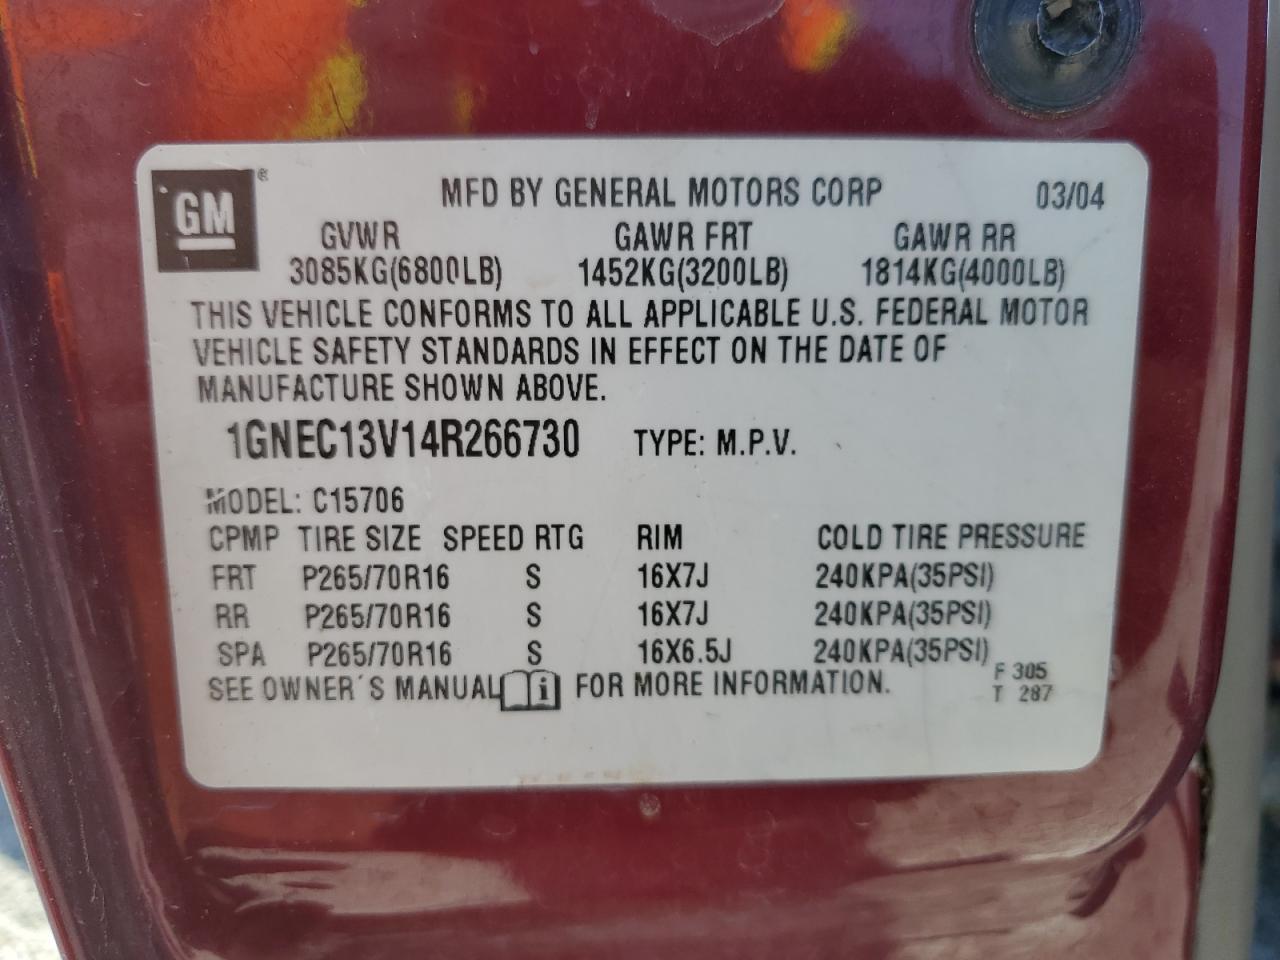 GM ® MFD BY GENERAL MOTORS CORP 03/04
GVWR GAWR FRT GAWR RR
3085KG(6800LB) 1452KG(3200LB) 1814KG(4000LB)
THIS VEHICLE CONFORMS TO ALL APPLICABLE U.S. FEDERAL MOTOR
VEHICLE SAFETY STANDARDS IN EFFECT ON THE DATE OF
MANUFACTURE SHOWN ABOVE.
1GNEC13V14R266730 TYPE: M.P.V.
MODEL: C15706
CPMP TIRE SIZE SPEED RTG RIM COLD TIRE PRESSURE
FRT P265/70R16 S 16X7J 240KPA(35PSI)
RR P265/70R16 S 16X7J 240KPA(35PSI)
SPA P265/70R16 S 16X6.5J 240KPA(35PSI)
SEE OWNER'S MANUAL i FOR MORE INFORMATION.
F 305
T 287